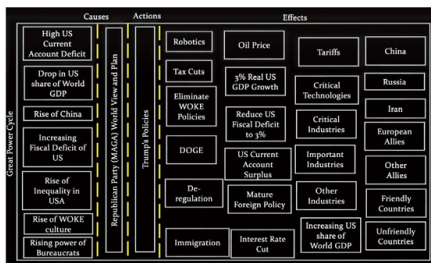 Causes
Actions
Effects
Great Power Cycle
High US
Current
Account Deficit
Drop in US
share of World
GDP
Rise of China
Increasing
Fiscal Deficit of
US
Rise of
Inequality in
USA
Rise of WOKE
culture
Rising power of
Bureaucrats
Republican Party (MAGA) World View and Plan
Trump's Policies
Robotics
Tax Cuts
Eliminate
WOKE
Policies
DOGE
De-
regulation
Immigration
Oil Price
3% Real US
GDP Growth
Reduce US
Fiscal Deficit
to 3%
US Current
Account
Surplus
Mature
Foreign Policy
Interest Rate
Cut
Tariffs
Critical
Technologies
Critical
Industries
Important
Industries
Other
Industries
Increasing US
share of
World GDP
China
Russia
Iran
European
Allies
Other
Allies
Friendly
Countries
Unfriendly
Countries